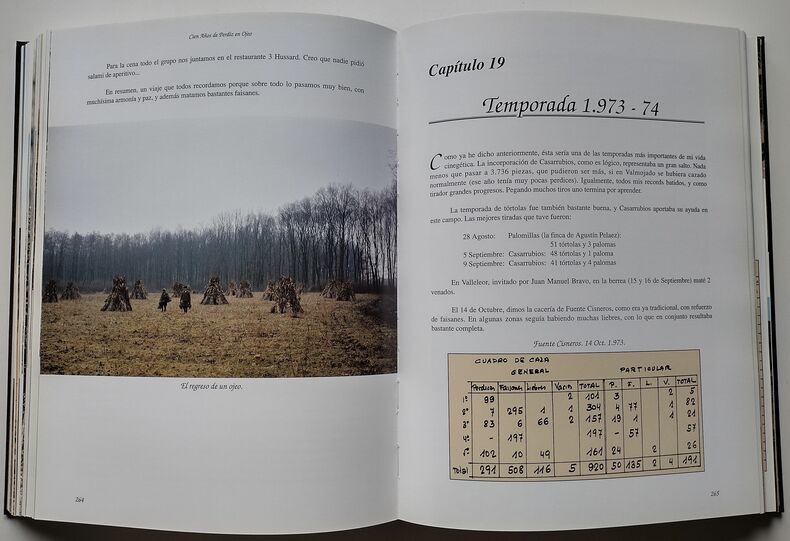 Cien Años de Perdiz en Ojeo
Para la cena todo el grupo nos juntamos en el restaurante 3 Hussard. Creo que nadie pidió
salami de aperitivo...
En resumen, un viaje que todos recordamos porque sobre todo lo pasamos muy bien, con
muchísima armonía y paz, y además matamos bastantes faisanes.
El regreso de un ojeo.
264
Capítulo 19
Temporada 1.973 - 74
Como ya he dicho anteriormente, ésta sería una de las temporadas más importantes de mi vida
cinegética. La incorporación de Casarrubios, como es lógico, representaba un gran salto. Nada
menos que pasar a 3.736 piezas, que pudieron ser más, si en Valmojado se hubiera cazado
normalmente (ese año tenía muy pocas perdices). Igualmente, todos mis records batidos, y como
tirador grandes progresos. Pegando muchos tiros uno termina por aprender.
La temporada de tórtolas fue también bastante buena, y Casarrubios aportaba su ayuda en
este campo. Las mejores tiradas que tuve fueron:
28 Agosto: Palomillas (la finca de Agustín Pelaez):
51 tórtolas y 3 palomas
5 Septiembre: Casarrubios: 48 tórtolas y 1 paloma
9 Septiembre: Casarrubios: 41 tórtolas y 4 palomas
En Valleleor, invitado por Juan Manuel Bravo, en la berrea (15 y 16 de Septiembre) maté 2
venados.
El 14 de Octubre, dimos la cacería de Fuente Cisneros, como era ya tradicional, con refuerzo
de faisanes. En algunas zonas seguía habiendo muchas liebres, con lo que en conjunto resultaba
bastante completa.
Fuente Cisneros. 14 Oct. 1.973.
CUADRO DE CAZA
GENERAL PARTICULAR
Perdices Faisanes Liebres Varios TOTAL P. F. L. V. TOTAL
1º 99 2 101 3 2 5
2º 7 295 1 1 304 4 77 1 82
3º 83 6 66 2 157 19 1 1 21
4º - 197 197 - 57 57
5º 102 10 49 161 24 2 26
Total 291 508 116 5 920 50 135 2 4 191
265